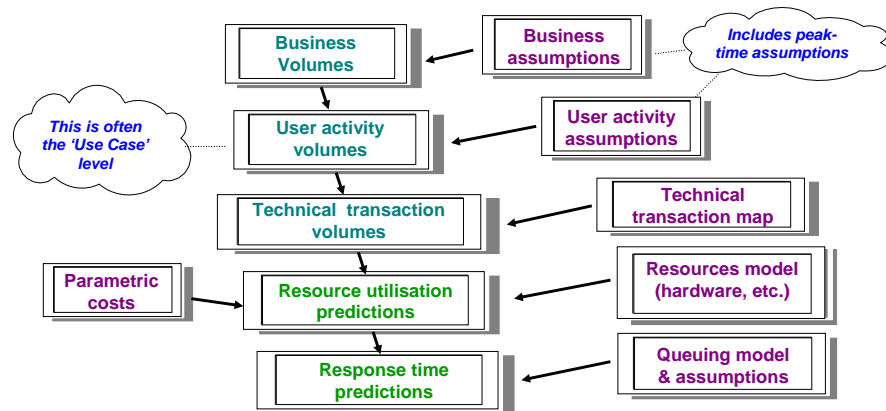 Business
Volumes
Business
assumptions
Includes peak-
time assumptions
This is often
the ‘Use Case’
level
User activity
volumes
User activity
assumptions
Technical transaction
volumes
Technical
transaction map
Parametric
costs
Resource utilisation
predictions
Resources model
(hardware, etc.)
Response time
predictions
Queuing model
& assumptions